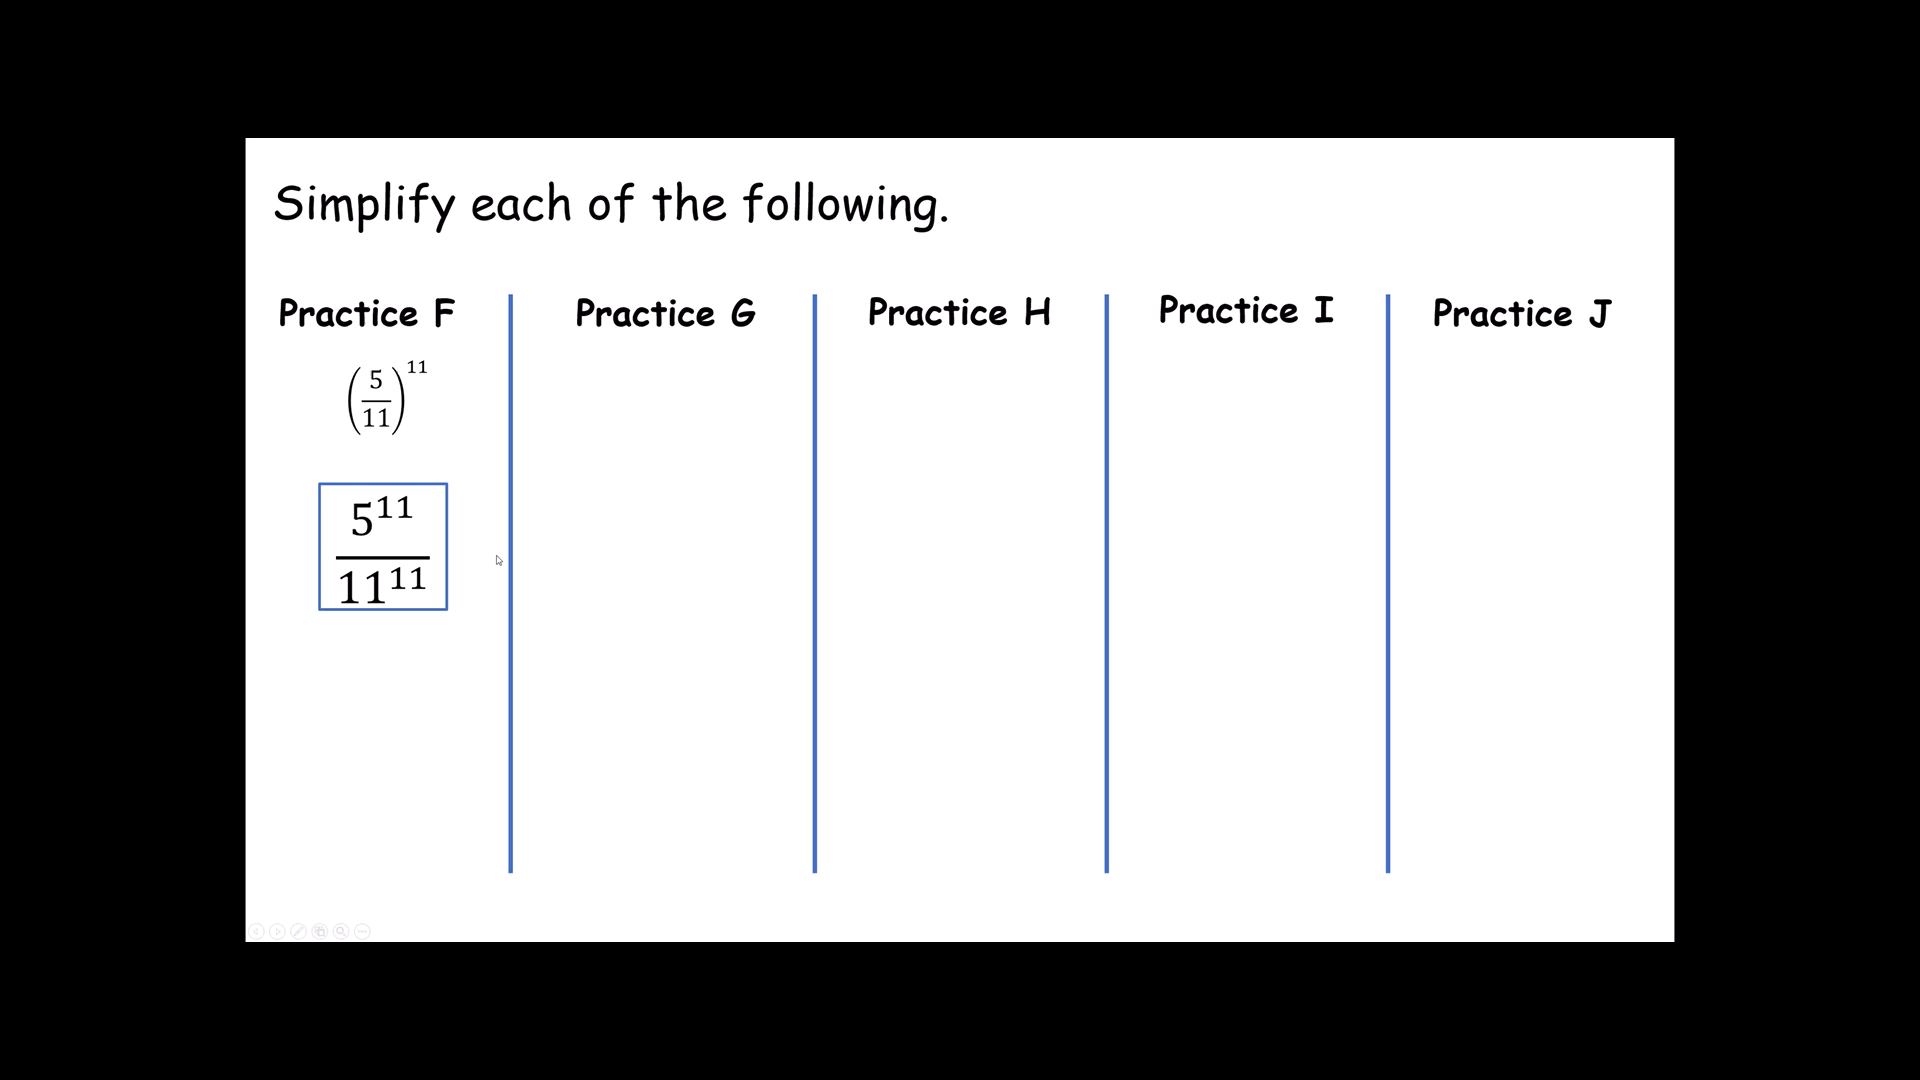 Simplify each of the following.
Practice F Practice G Practice H Practice I Practice J
(5/11)^11
5^11
11^11